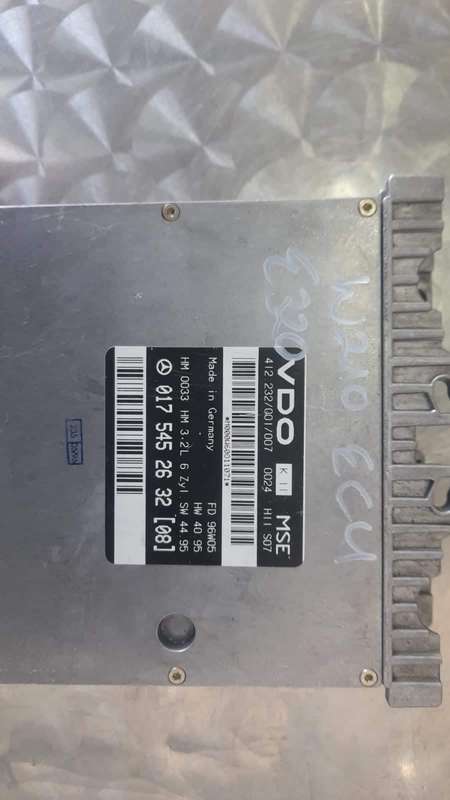 W210 ECU
E320
VDO K11 MSE
412 232/001/007 0024 H11 S07
Made in Germany FD 96W05
HW 40 95
HM 0033 HM 3.2L 6 Zyl SW 44.95
017 545 26 32 [08]